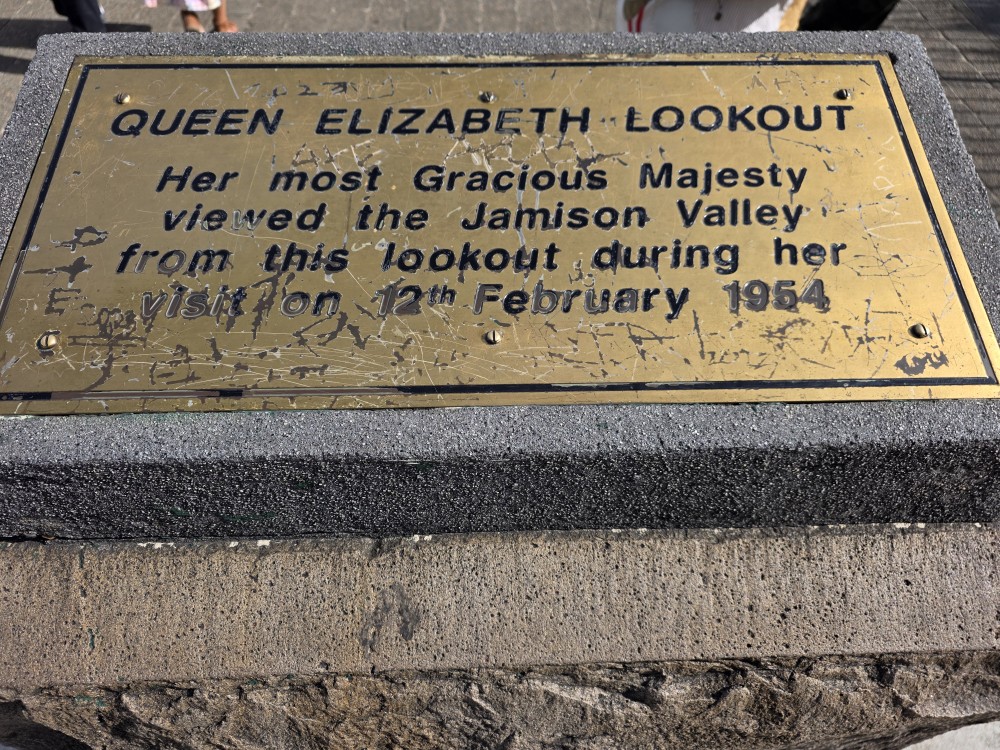 QUEEN ELIZABETH LOOKOUT
Her most Gracious Majesty
viewed the Jamison Valley
from this lookout during her
visit on 12th February 1954